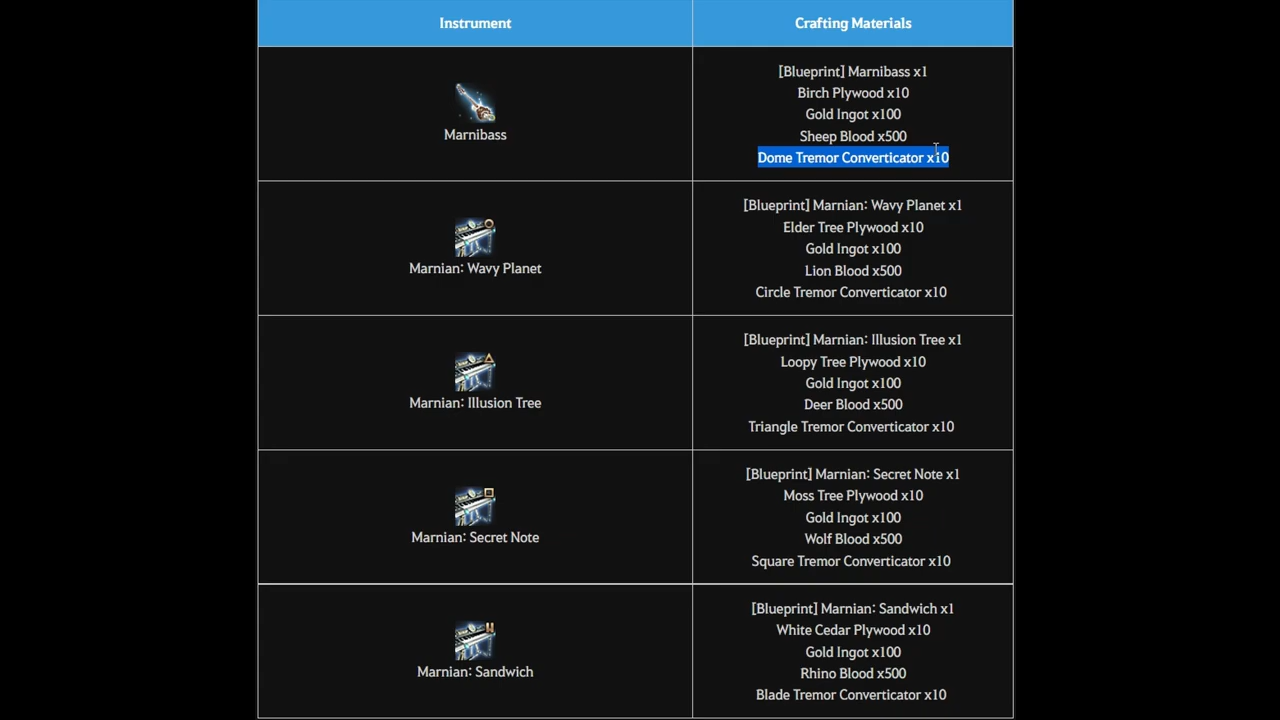 Instrument
Crafting Materials
Marnibass
[Blueprint] Marnibass x1
Birch Plywood x10
Gold Ingot x100
Sheep Blood x500
Dome Tremor Converticator x10
Marnian: Wavy Planet
[Blueprint] Marnian: Wavy Planet x1
Elder Tree Plywood x10
Gold Ingot x100
Lion Blood x500
Circle Tremor Converticator x10
Marnian: Illusion Tree
[Blueprint] Marnian: Illusion Tree x1
Loopy Tree Plywood x10
Gold Ingot x100
Deer Blood x500
Triangle Tremor Converticator x10
Marnian: Secret Note
[Blueprint] Marnian: Secret Note x1
Moss Tree Plywood x10
Gold Ingot x100
Wolf Blood x500
Square Tremor Converticator x10
Marnian: Sandwich
[Blueprint] Marnian: Sandwich x1
White Cedar Plywood x10
Gold Ingot x100
Rhino Blood x500
Blade Tremor Converticator x10